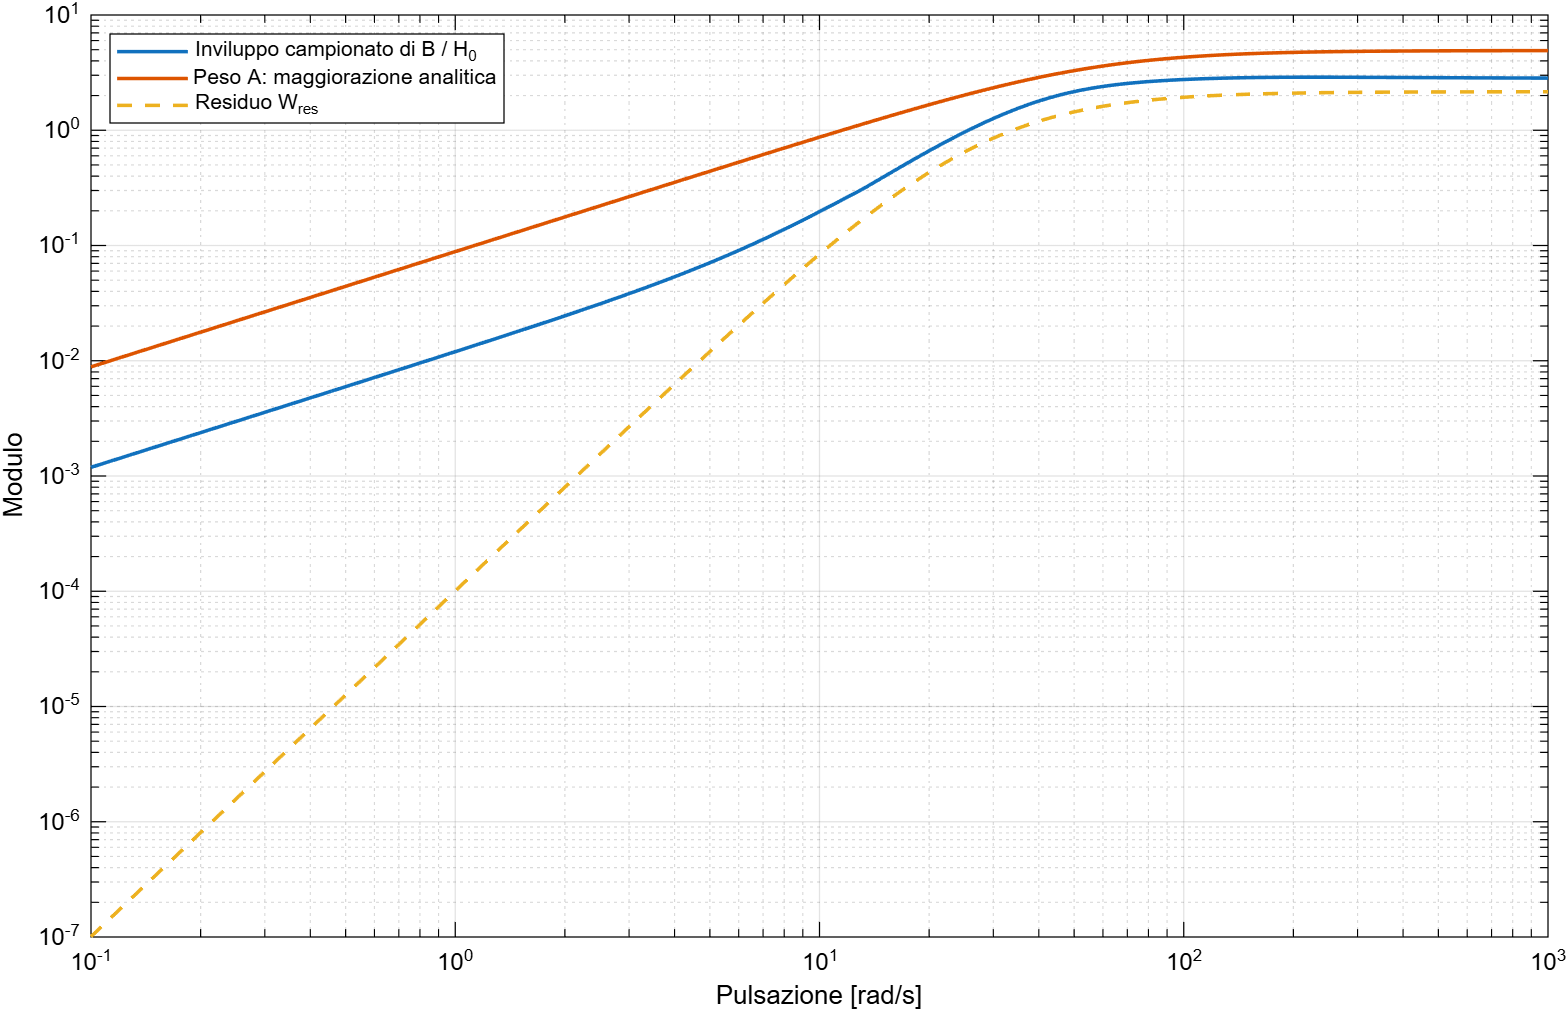 Inviluppo campionato di B / H0
Peso A: maggiorazione analitica
Residuo Wres
10^1
10^0
10^-1
10^-2
10^-3
10^-4
10^-5
10^-6
10^-7
Modulo
10^-1 10^0 10^1 10^2 10^3
Pulsazione [rad/s]